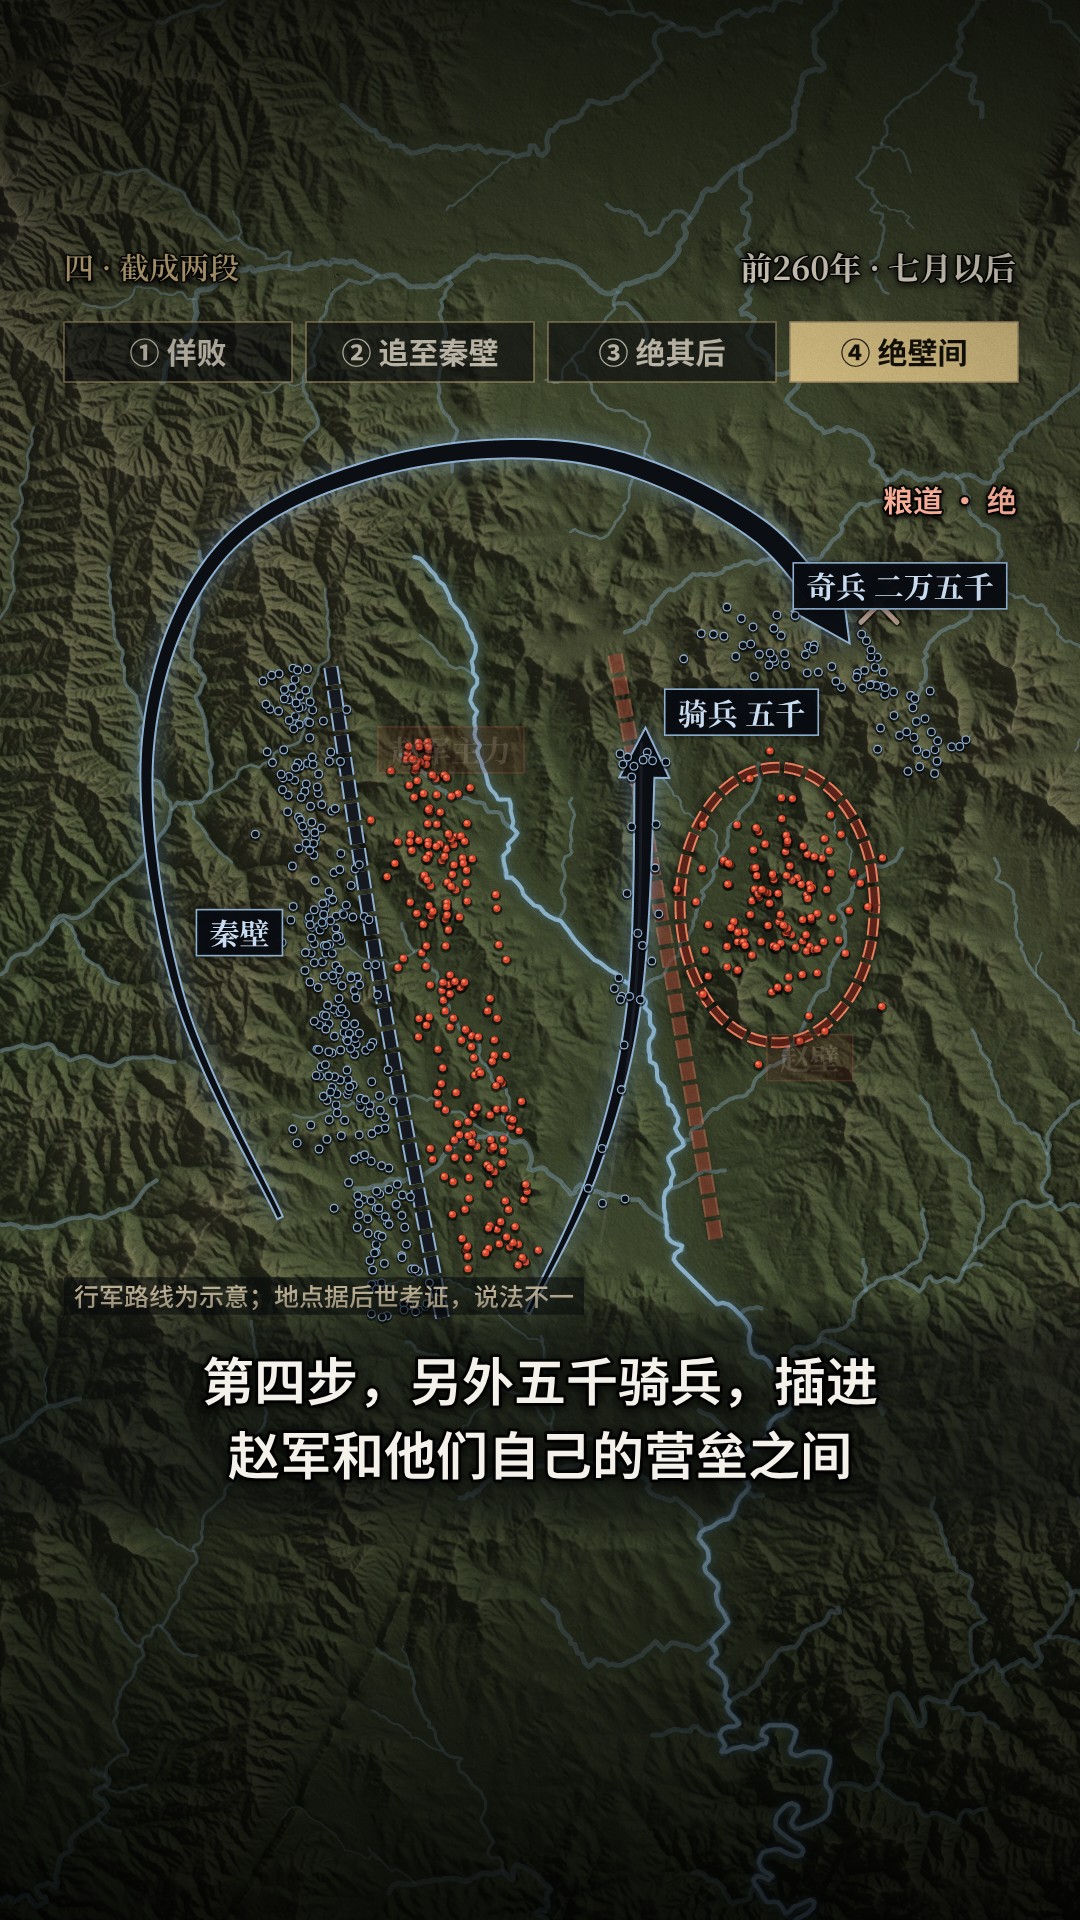 四·截成两段
前260年·七月以后
① 佯败
② 追至秦壁
③ 绝其后
④ 绝壁间
粮道 · 绝
奇兵 二万五千
骑兵 五千
主力
秦壁
赵壁
行军路线为示意；地点据后世考证，说法不一
第四步，另外五千骑兵，插进
赵军和他们自己的营垒之间